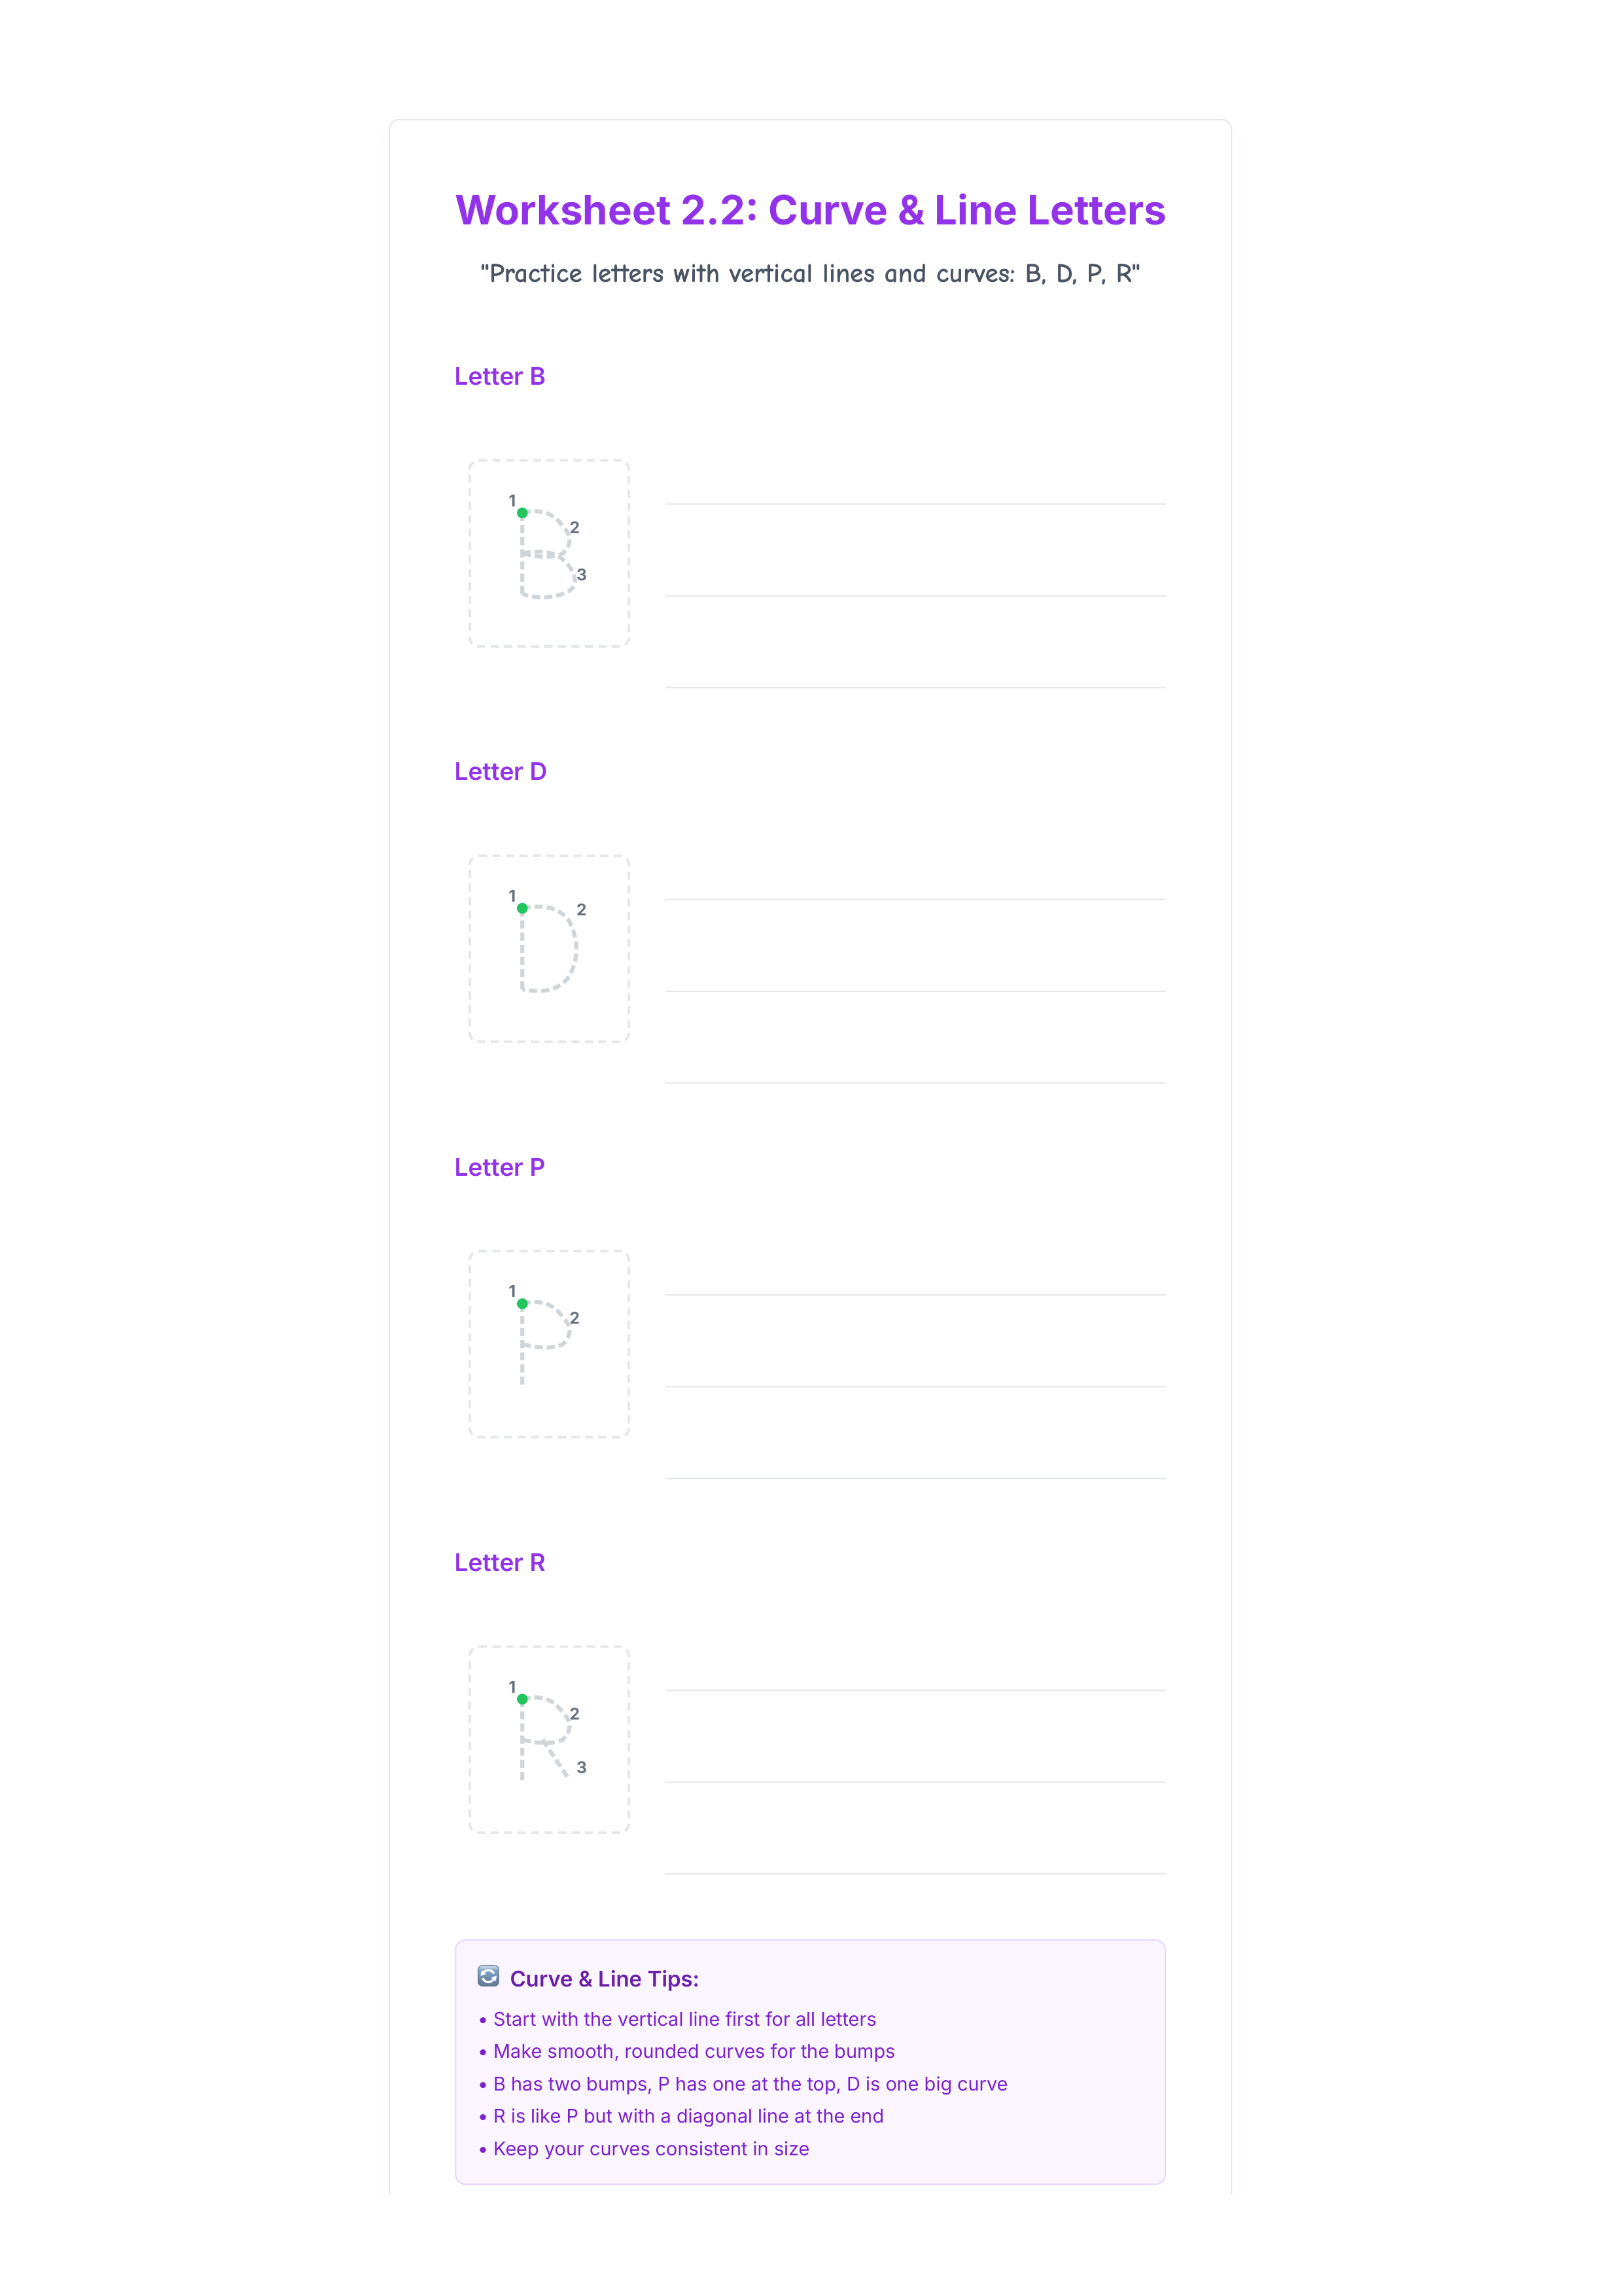 Worksheet 2.2: Curve & Line Letters
"Practice letters with vertical lines and curves: B, D, P, R"
Letter B
1
2
3
B
Letter D
1
2
D
Letter P
1
2
P
Letter R
1
2
3
R
🔄 Curve & Line Tips:
• Start with the vertical line first for all letters
• Make smooth, rounded curves for the bumps
• B has two bumps, P has one at the top, D is one big curve
• R is like P but with a diagonal line at the end
• Keep your curves consistent in size